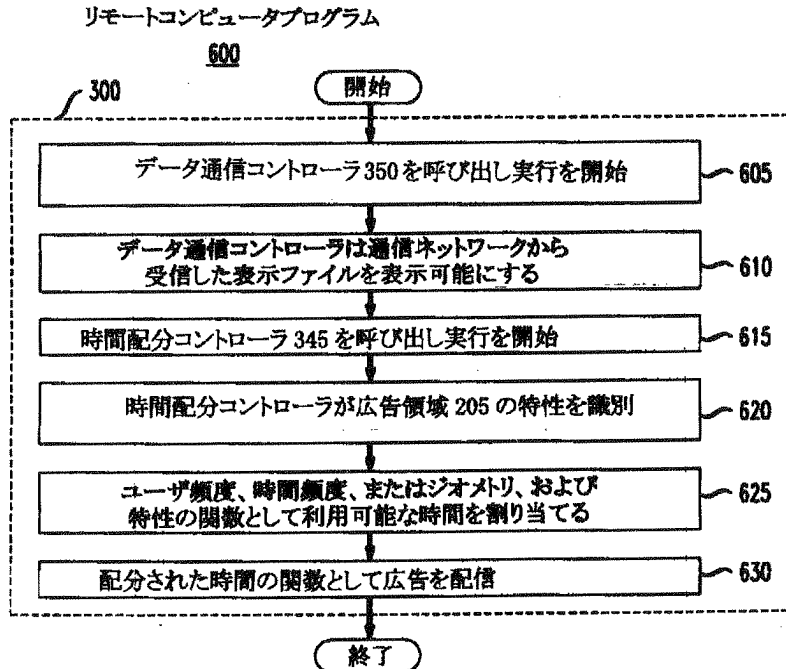 リモートコンピュータプログラム
600
300
開始
データ通信コントローラ350を呼び出し実行を開始
605
データ通信コントローラは通信ネットワークから
受信した表示ファイルを表示可能にする
610
時間配分コントローラ345を呼び出し実行を開始
615
時間配分コントローラが広告領域205の特性を識別
620
ユーザ頻度、時間頻度、またはジオメトリ、および
特性の関数として利用可能な時間を割り当てる
625
配分された時間の関数として広告を配信
630
終了